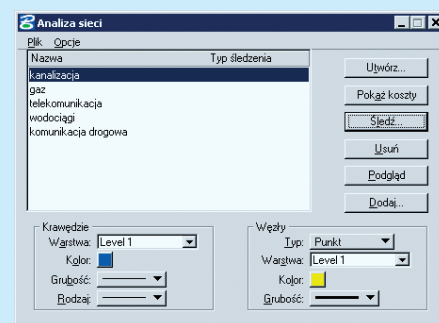 Analiza sieci
Plik Opcje
Nazwa Typ śledzenia
kanalizacja
gaz
telekomunikacja
wodociągi
komunikacja drogowa
Utwórz...
Pokaż koszty
Śledź...
Usuń
Podgląd
Dodaj...
Krawędzie
Warstwa: Level 1
Kolor:
Grubość:
Rodzaj:
Węzły
Typ: Punkt
Warstwa: Level 1
Kolor:
Grubość: